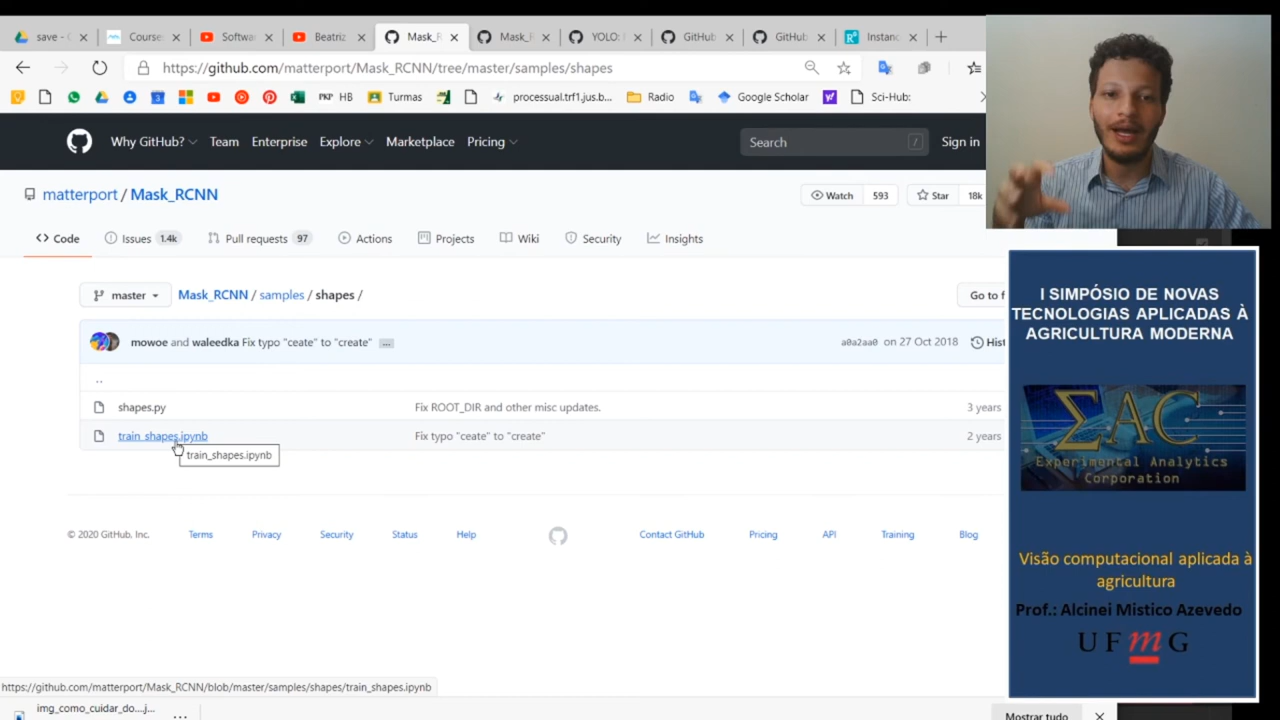 save - G
Course
Softwa
Beatriz
Mask_R
Mask_R
YOLO:
GitHub
GitHub
Instanc
https://github.com/matterport/Mask_RCNN/tree/master/samples/shapes
PKP HB
Turmas
processual.trf1.jus.b...
Radio
Google Scholar
Sci-Hub:
Why GitHub?
Team
Enterprise
Explore
Marketplace
Pricing
Search
/
Sign in
matterport / Mask_RCNN
Watch 593
Star 18k
Code
Issues 1.4k
Pull requests 97
Actions
Projects
Wiki
Security
Insights
master
Mask_RCNN / samples / shapes /
Go to f
mowoe and waleedka Fix typo "ceate" to "create" ...
a0a2aa0 on 27 Oct 2018
Hist
..
shapes.py
Fix ROOT_DIR and other misc updates.
3 years
train_shapes.ipynb
Fix typo "ceate" to "create"
2 years
train_shapes.ipynb
© 2020 GitHub, Inc.
Terms
Privacy
Security
Status
Help
Contact GitHub
Pricing
API
Training
Blog
https://github.com/matterport/Mask_RCNN/blob/master/samples/shapes/train_shapes.ipynb
img_como_cuidar_do....j...
...
Mostrar tudo
I SIMPÓSIO DE NOVAS
TECNOLOGIAS APLICADAS À
AGRICULTURA MODERNA
ΣAC
Experimental Analytics
Corporation
Visão computacional aplicada à
agricultura
Prof.: Alcinei Mistico Azevedo
UFmG